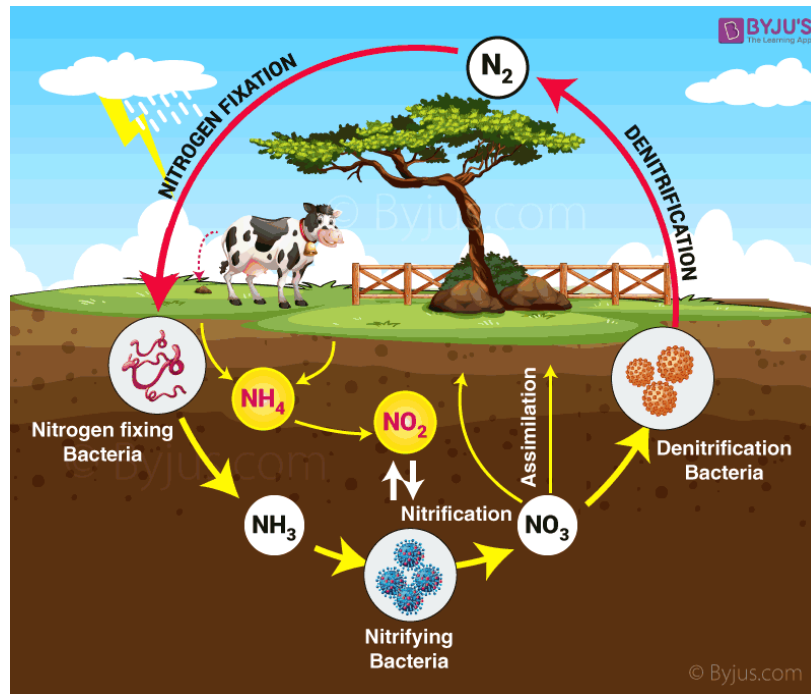 BYJU'S
The Learning App
N₂
NITROGEN FIXATION
DENITRIFICATION
© Byjus.com
Nitrogen fixing
Bacteria
NH₄
NO₂
Assimilation
Denitrification
Bacteria
© Byjus.com
NH₃
Nitrification
NO₃
Nitrifying
Bacteria
© Byjus.com